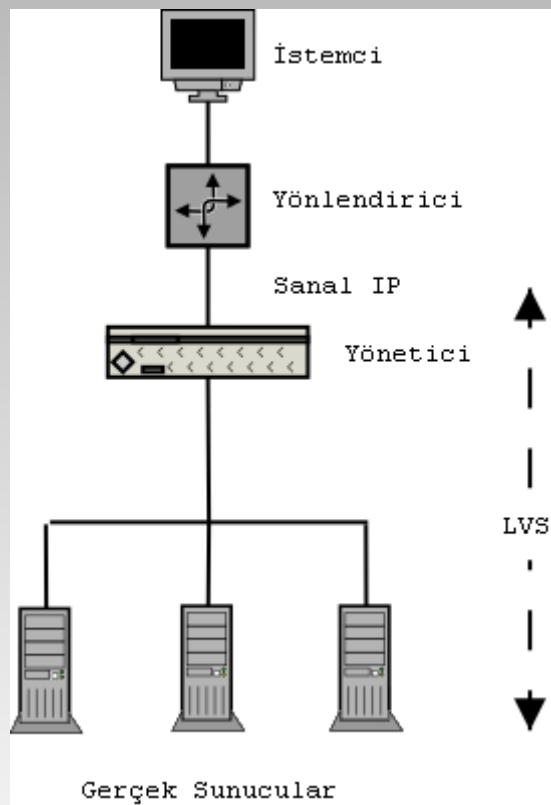 İstemci
Yönlendirici
Sanal IP
Yönetici
LVS
Gerçek Sunucular